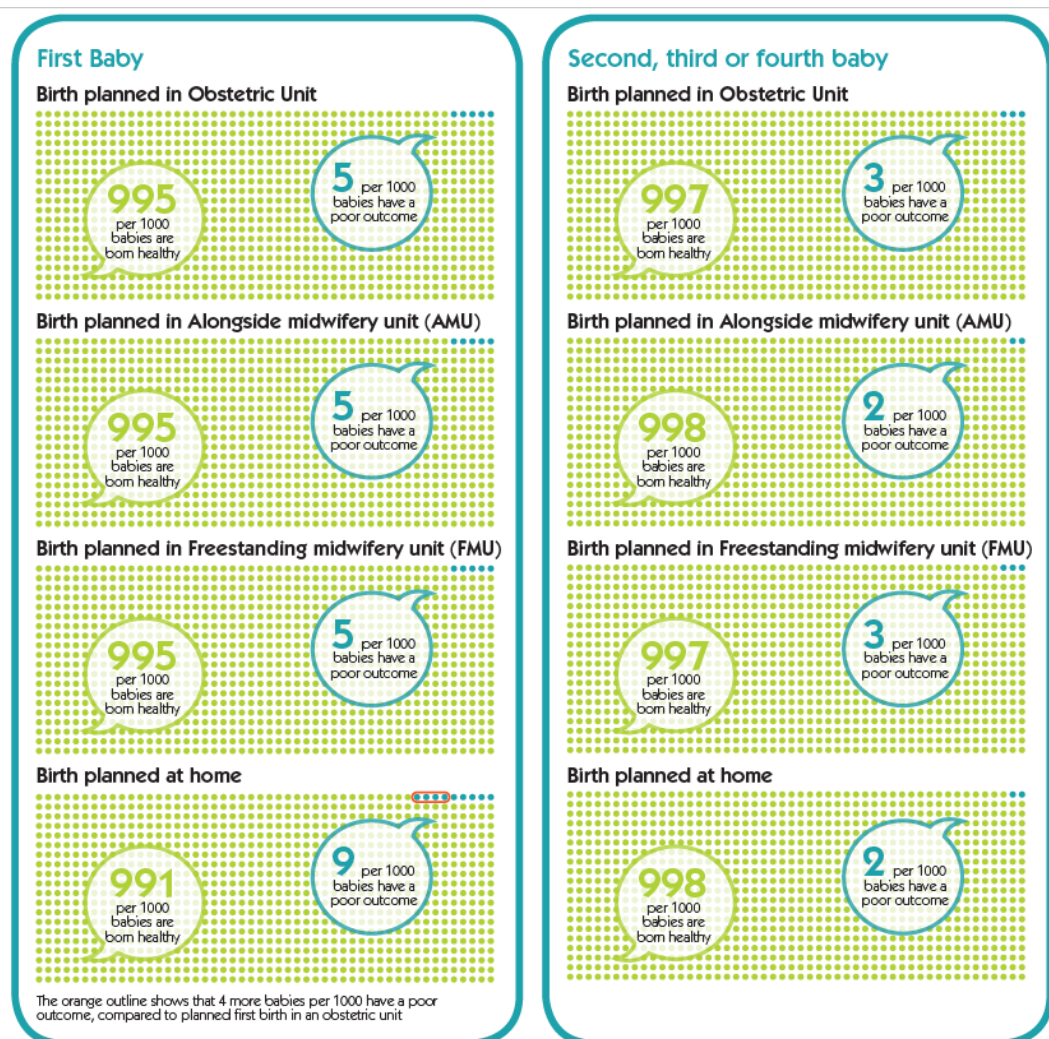 First Baby
Birth planned in Obstetric Unit
995
per 1000
babies are
born healthy
5 per 1000
babies have a
poor outcome
Birth planned in Alongside midwifery unit (AMU)
995
per 1000
babies are
born healthy
5 per 1000
babies have a
poor outcome
Birth planned in Freestanding midwifery unit (FMU)
995
per 1000
babies are
born healthy
5 per 1000
babies have a
poor outcome
Birth planned at home
991
per 1000
babies are
born healthy
9 per 1000
babies have a
poor outcome
The orange outline shows that 4 more babies per 1000 have a poor
outcome, compared to planned first birth in an obstetric unit
Second, third or fourth baby
Birth planned in Obstetric Unit
997
per 1000
babies are
born healthy
3 per 1000
babies have a
poor outcome
Birth planned in Alongside midwifery unit (AMU)
998
per 1000
babies are
born healthy
2 per 1000
babies have a
poor outcome
Birth planned in Freestanding midwifery unit (FMU)
997
per 1000
babies are
born healthy
3 per 1000
babies have a
poor outcome
Birth planned at home
998
per 1000
babies are
born healthy
2 per 1000
babies have a
poor outcome